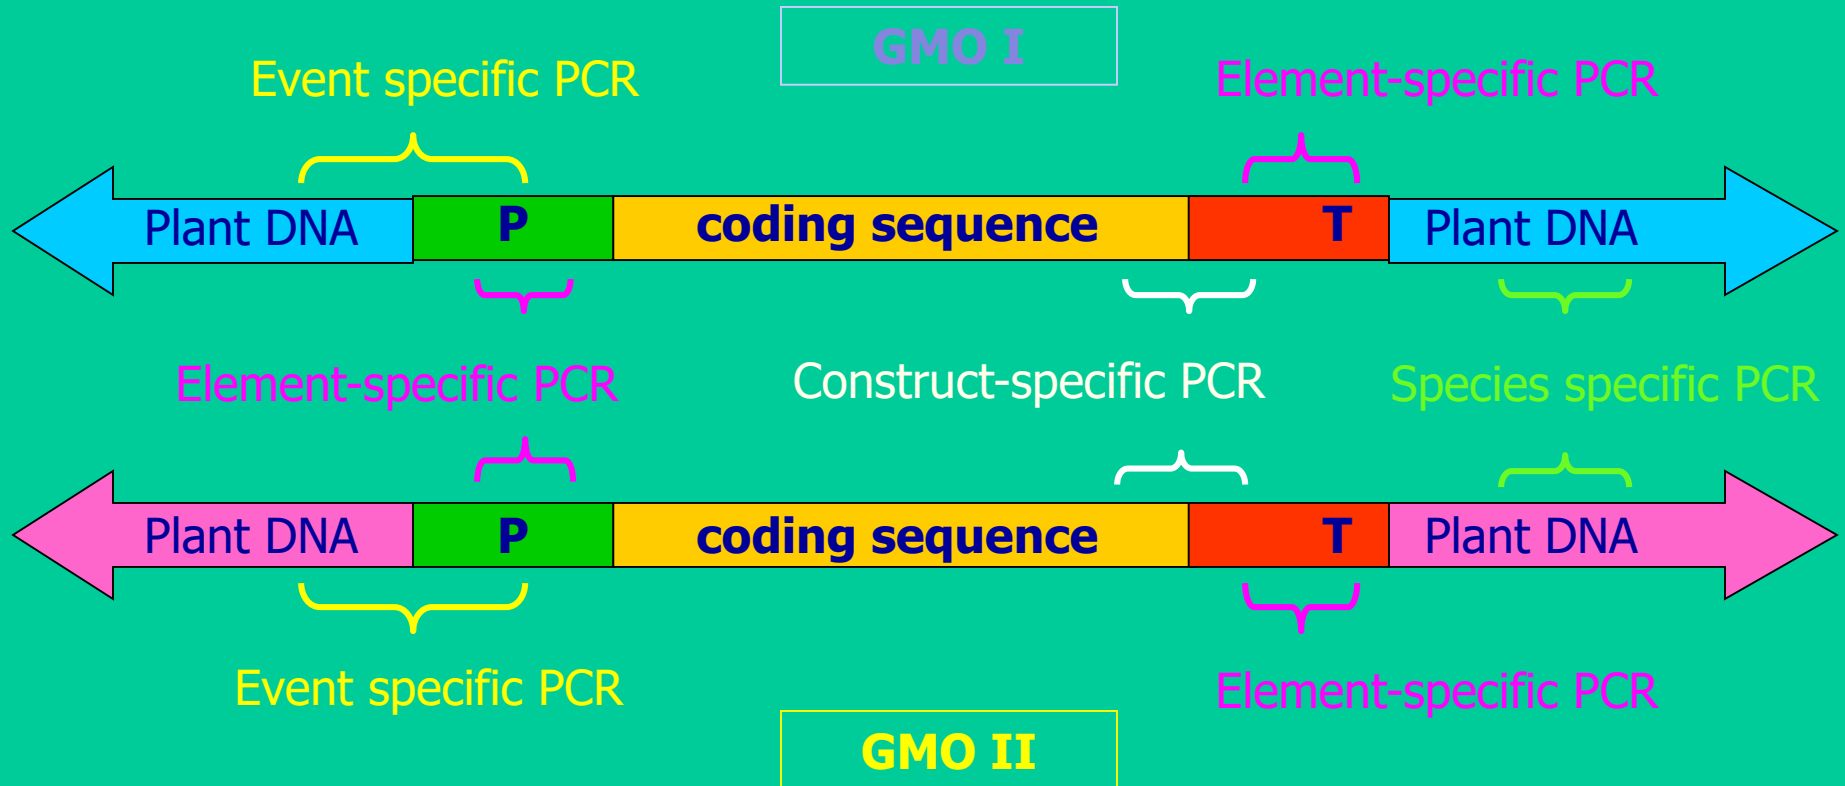 GMO I
Event specific PCR
Element-specific PCR
Plant DNA P coding sequence T Plant DNA
Element-specific PCR
Construct-specific PCR
Species specific PCR
Plant DNA P coding sequence T Plant DNA
Event specific PCR
Element-specific PCR
GMO II